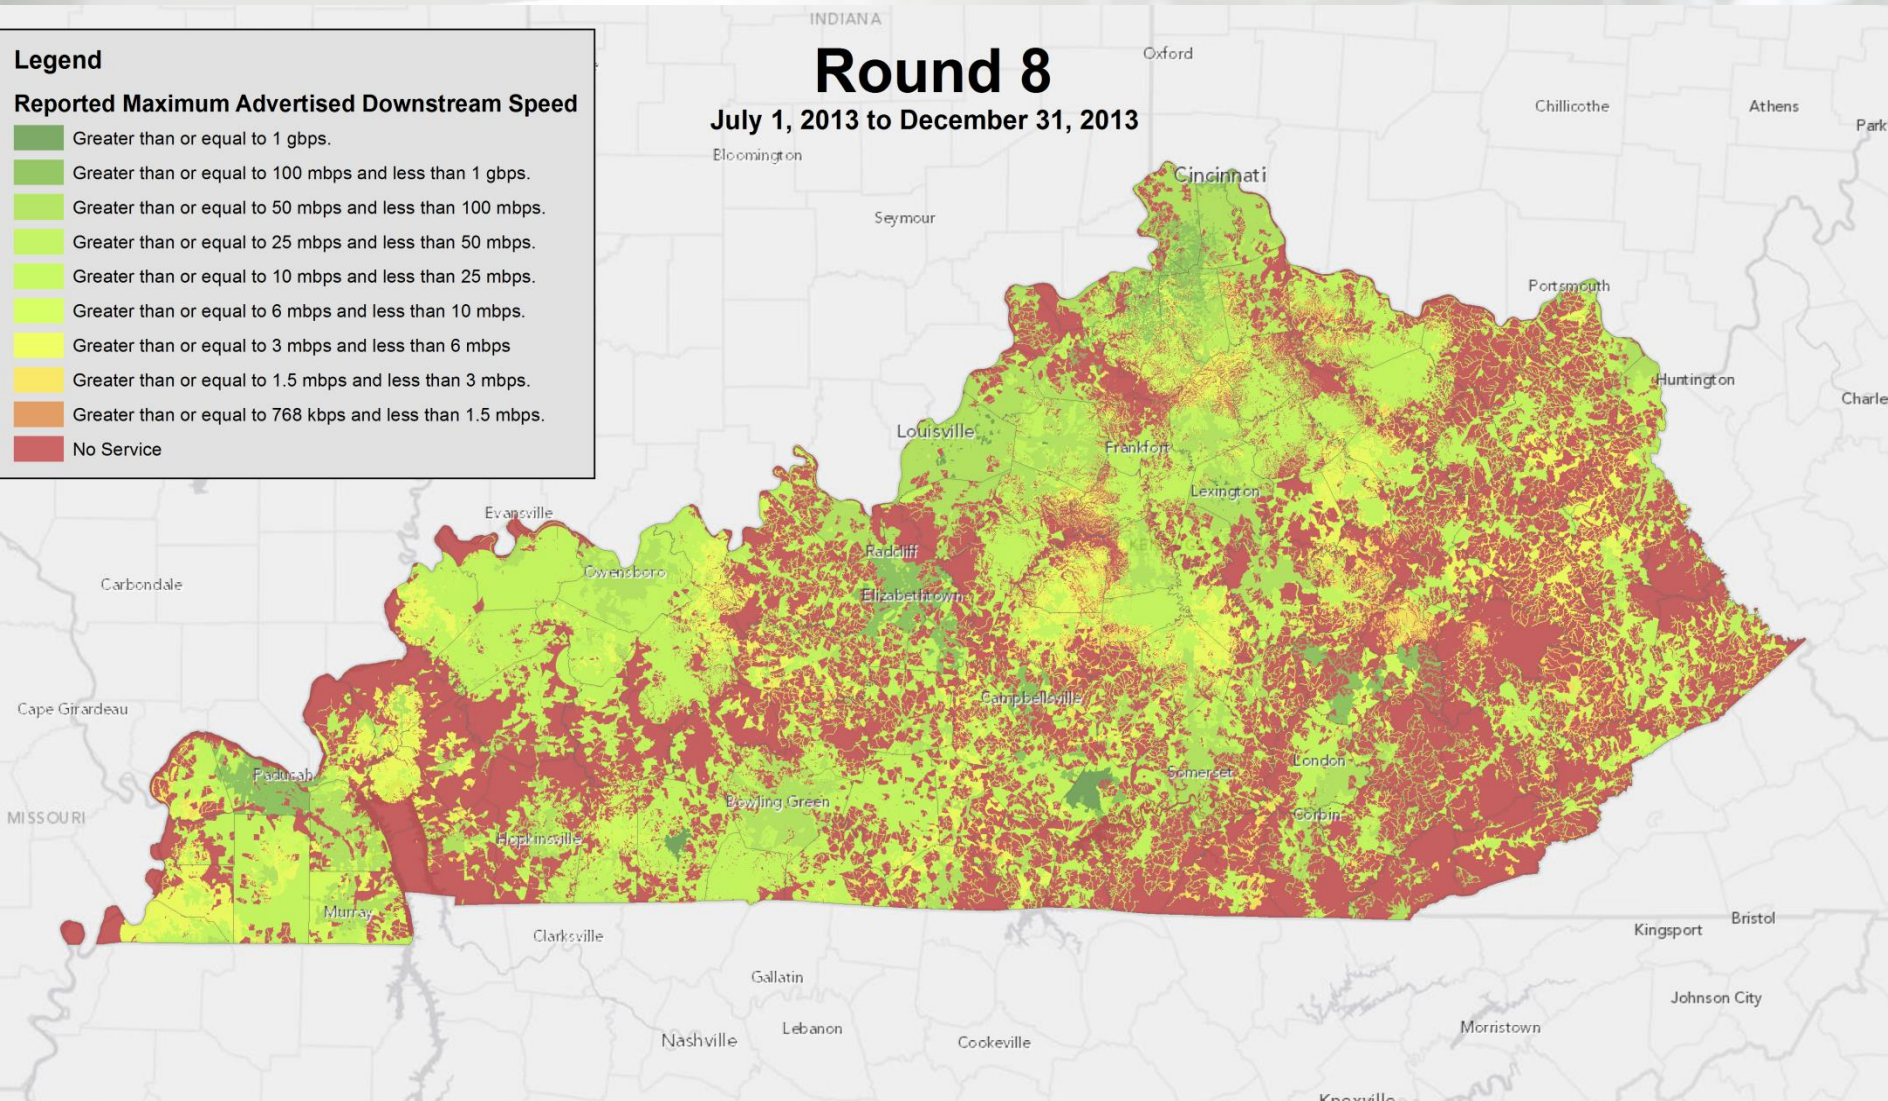 INDIANA
Round 8
July 1, 2013 to December 31, 2013
Legend
Reported Maximum Advertised Downstream Speed
Greater than or equal to 1 gbps.
Greater than or equal to 100 mbps and less than 1 gbps.
Greater than or equal to 50 mbps and less than 100 mbps.
Greater than or equal to 25 mbps and less than 50 mbps.
Greater than or equal to 10 mbps and less than 25 mbps.
Greater than or equal to 6 mbps and less than 10 mbps.
Greater than or equal to 3 mbps and less than 6 mbps
Greater than or equal to 1.5 mbps and less than 3 mbps.
Greater than or equal to 768 kbps and less than 1.5 mbps.
No Service
Oxford
Chillicothe
Athens
Park
Bloomington
Cincinnati
Seymour
Portsmouth
Huntington
Charle
Louisville
Frankfort
Lexington
Evansville
Radcliff
Owensboro
Carbondale
Elizabethtown
Campbellsville
Cape Girardeau
Paducah
Somerset
London
Bowling Green
MISSOURI
Corbin
Hopkinsville
Murray
Bristol
Kingsport
Clarksville
Gallatin
Johnson City
Lebanon
Morristown
Nashville
Cookeville
Knoxville